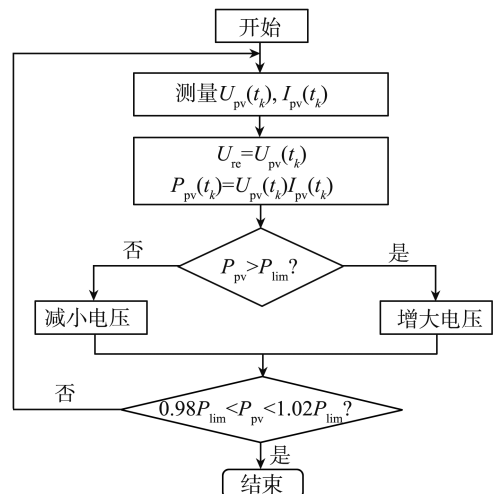 开始
测量U_pv(t_k), I_pv(t_k)
U_re=U_pv(t_k)
P_pv(t_k)=U_pv(t_k)I_pv(t_k)
P_pv>P_lim?
否
是
减小电压
增大电压
0.98P_lim<P_pv<1.02P_lim?
否
是
结束